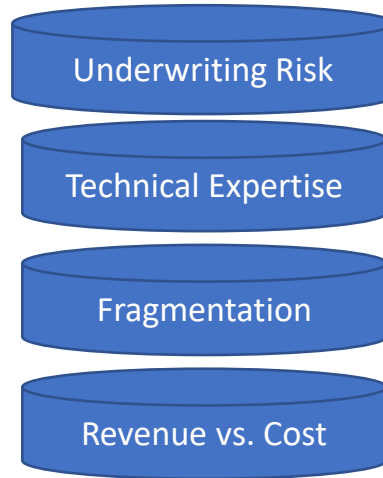 Underwriting Risk
Technical Expertise
Fragmentation
Revenue vs. Cost